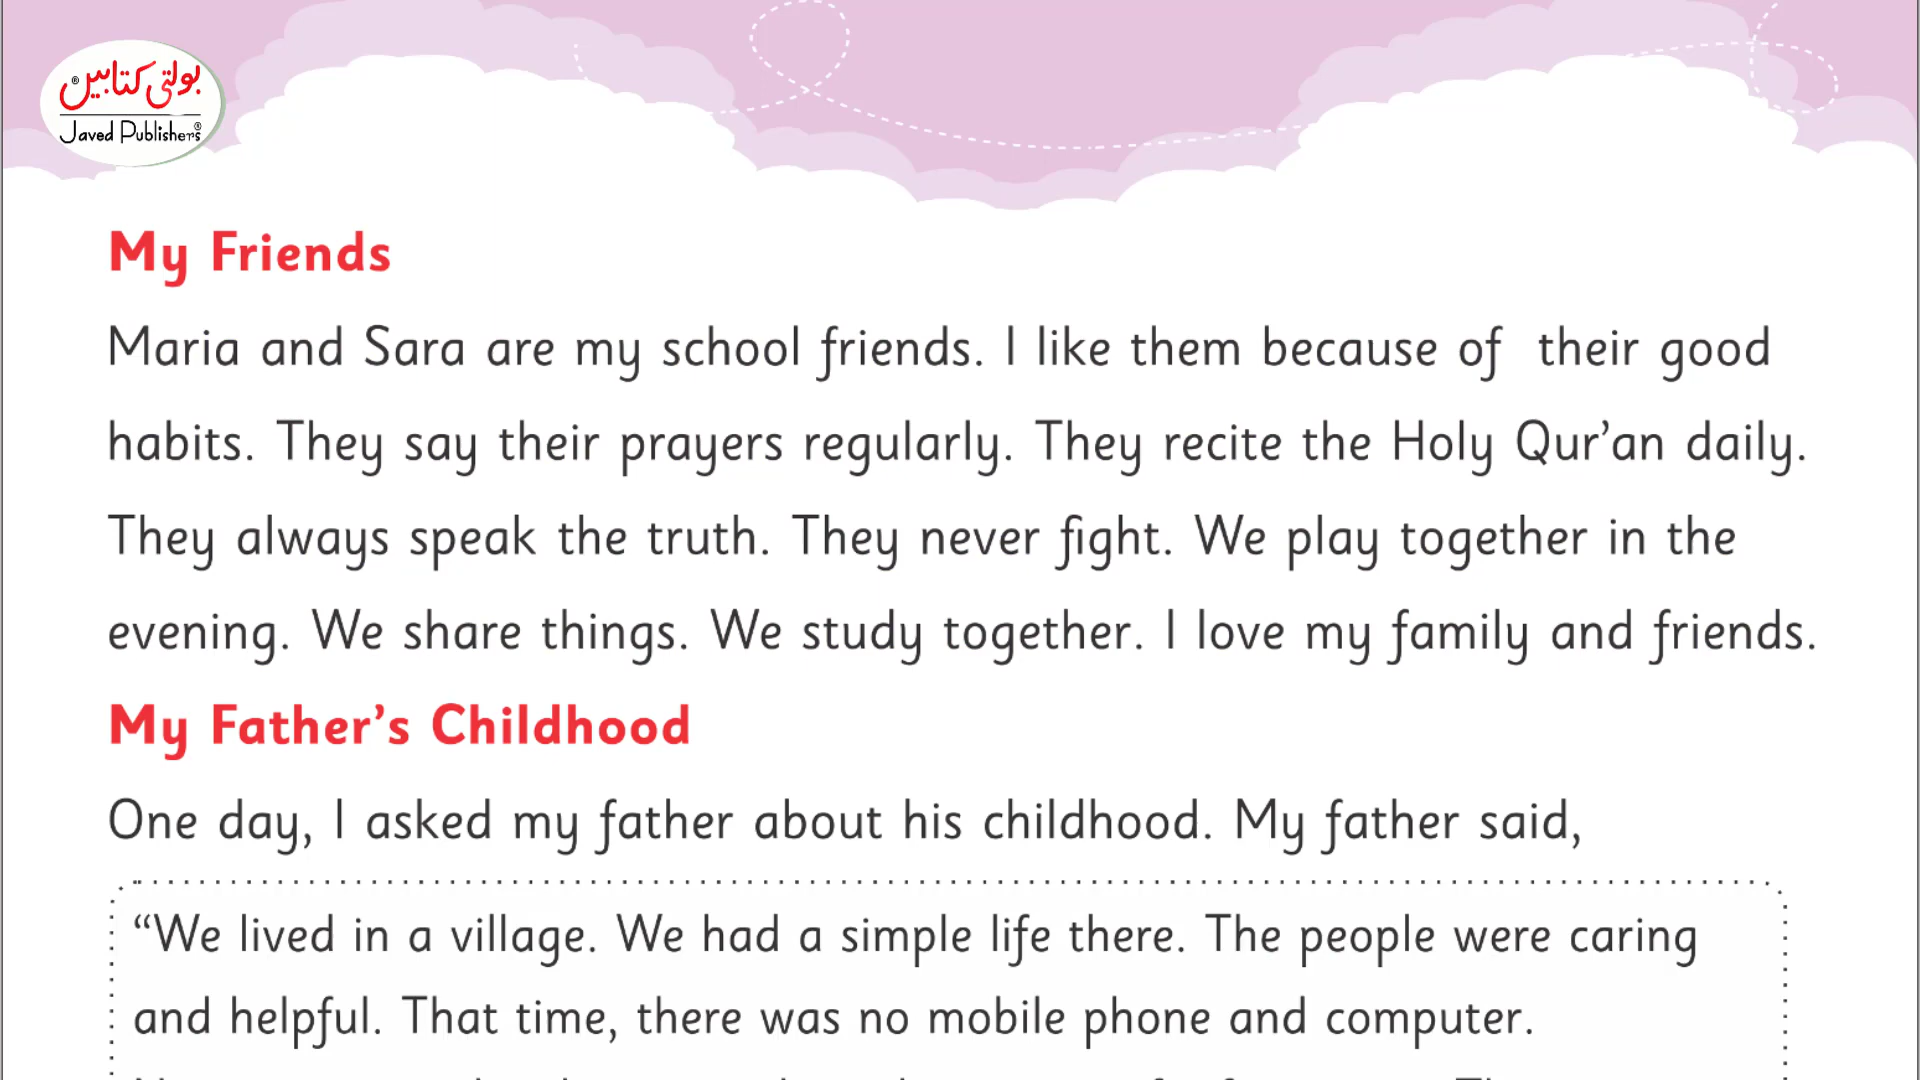 بولتی کتابیں®
Javed Publishers®
My Friends
Maria and Sara are my school friends. I like them because of  their good
habits. They say their prayers regularly. They recite the Holy Qur’an daily.
They always speak the truth. They never fight. We play together in the
evening. We share things. We study together. I love my family and friends.
My Father’s Childhood
One day, I asked my father about his childhood. My father said,
“We lived in a village. We had a simple life there. The people were caring
and helpful. That time, there was no mobile phone and computer.